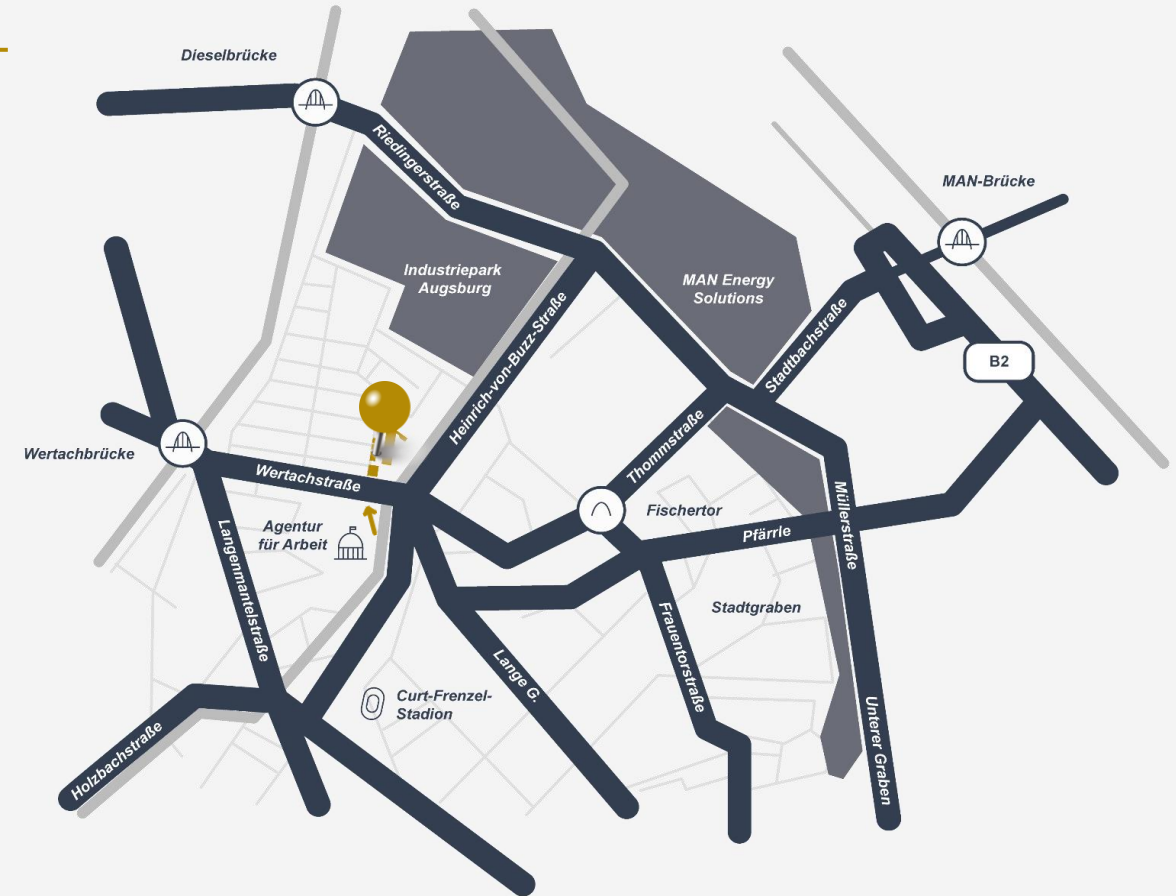 Dieselbrücke
Riedingerstraße
MAN-Brücke
Industriepark
Augsburg
MAN Energy
Solutions
Heinrich-von-Buzz-Straße
Stadtbachstraße
B2
Wertachbrücke
Wertachstraße
Thommstraße
Agentur
für Arbeit
Fischertor
Pfärrle
Müllerstraße
Langenmantelstraße
Stadtgraben
Frauentorstraße
Lange G.
Curt-Frenzel-
Stadion
Holzbachstraße
Unterer Graben